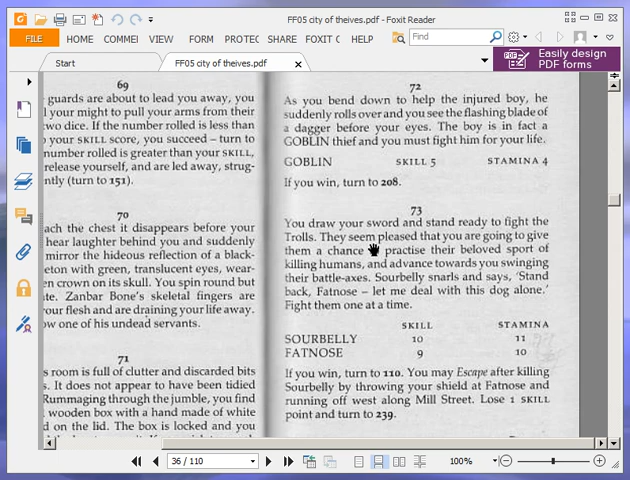 FF05 city of theives.pdf - Foxit Reader
FILE HOME COMMEI VIEW FORM PROTEC SHARE FOXIT C HELP Find
Start FF05 city of theives.pdf Easily design
PDF forms
69
guards are about to lead you away, you
l your might to pull your arms from their
two dice. If the number rolled is less than
your SKILL score, you succeed – turn to
number rolled is greater than your SKILL,
release yourself, and are led away, strug-
ntly (turn to 151).
70
ach the chest it disappears before your
hear laughter behind you and suddenly
mirror the hideous reflection of a black-
eton with green, translucent eyes, wear-
en crown on its skull. You spin round but
te. Zanbar Bone's skeletal fingers are
your flesh and are draining your life away.
ow one of his undead servants.
71
s room is full of clutter and discarded bits
s. It does not appear to have been tidied
Rummaging through the jumble, you find
wooden box with a hand made of white
d on the lid. The box is locked and you
72
As you bend down to help the injured boy, he
suddenly rolls over and you see the flashing blade of
a dagger before your eyes. The boy is in fact a
GOBLIN thief and you must fight him for your life.
GOBLIN SKILL 5 STAMINA 4
If you win, turn to 208.
73
You draw your sword and stand ready to fight the
Trolls. They seem pleased that you are going to give
them a chance practise their beloved sport of
killing humans, and advance towards you swinging
their battle-axes. Sourbelly snarls and says, 'Stand
back, Fatnose – let me deal with this dog alone.'
Fight them one at a time.
SKILL STAMINA
SOURBELLY 10 11
FATNOSE 9 10
If you win, turn to 110. You may Escape after killing
Sourbelly by throwing your shield at Fatnose and
running off west along Mill Street. Lose 1 SKILL
point and turn to 239.
36 / 110 100%